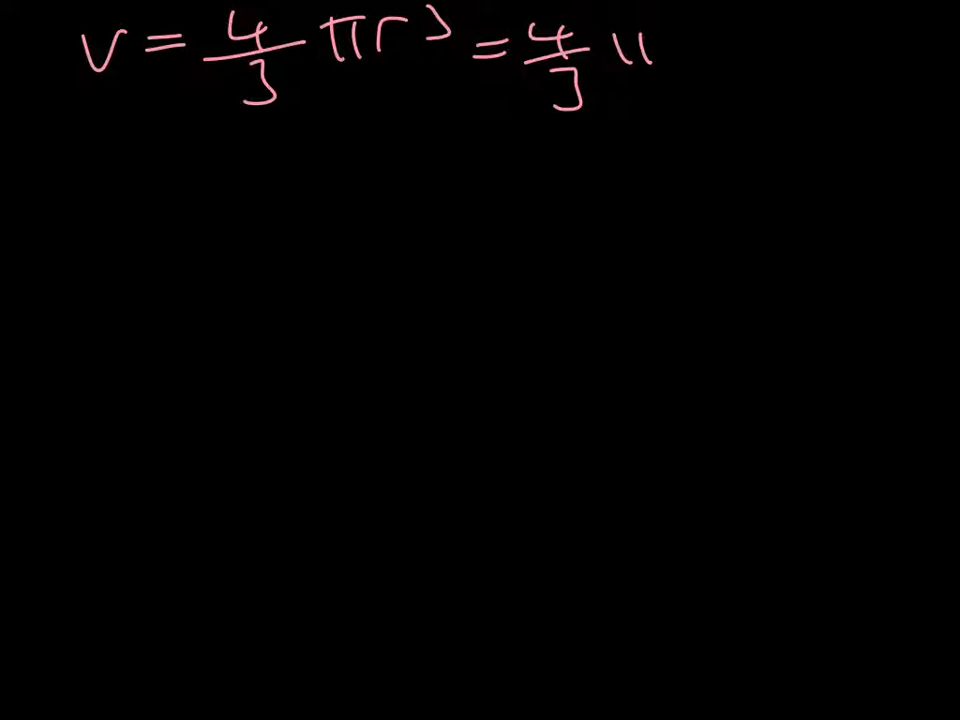 V = 4/3 πr³ = 4/3 π